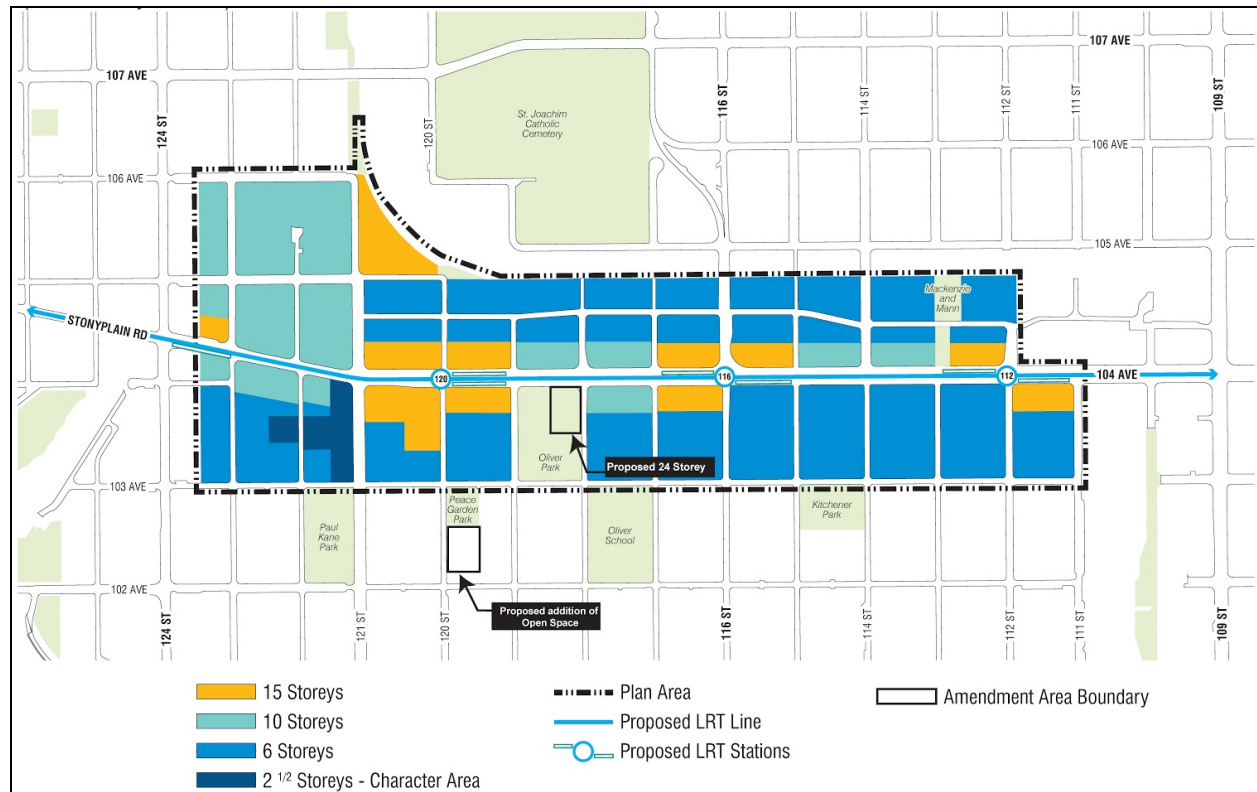 107 AVE
107 AVE
124 ST
120 ST
St. Joachim
Catholic
Cemetery
116 ST
114 ST
112 ST
111 ST
109 ST
106 AVE
106 AVE
105 AVE
Mackenzie
and
Mann
STONYPLAIN RD
120
116
112
104 AVE
Oliver
Park
Proposed 24 Storey
103 AVE
103 AVE
Paul
Kane
Park
Peace
Garden
Park
Oliver
School
Kitchener
Park
102 AVE
102 AVE
Proposed addition of
Open Space
124 ST
121 ST
120 ST
116 ST
114 ST
112 ST
111 ST
109 ST
15 Storeys
10 Storeys
6 Storeys
2 1/2 Storeys - Character Area
Plan Area
Proposed LRT Line
Proposed LRT Stations
Amendment Area Boundary